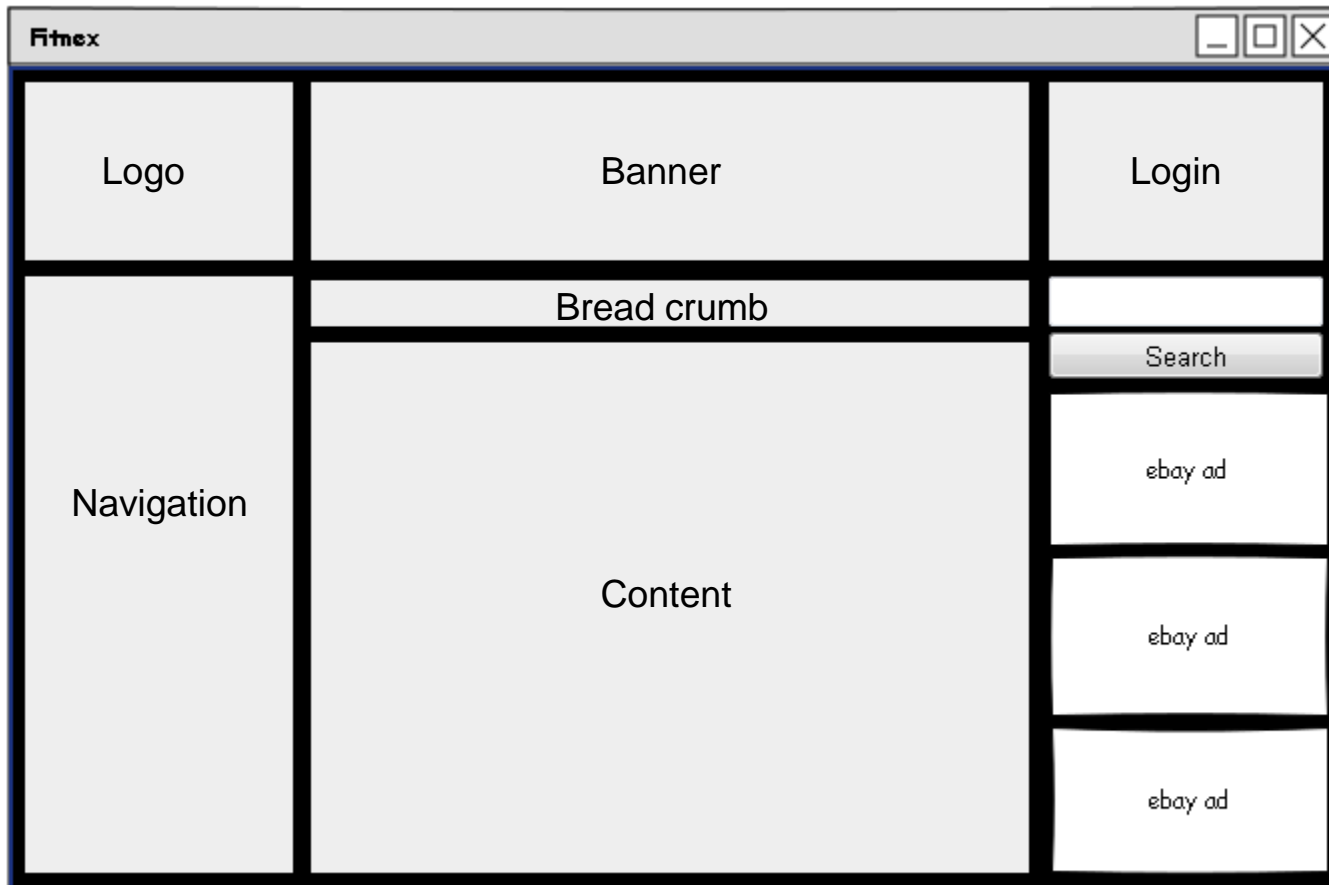 Fitnex
Logo
Banner
Login
Bread crumb
Search
Navigation
Content
ebay ad
ebay ad
ebay ad